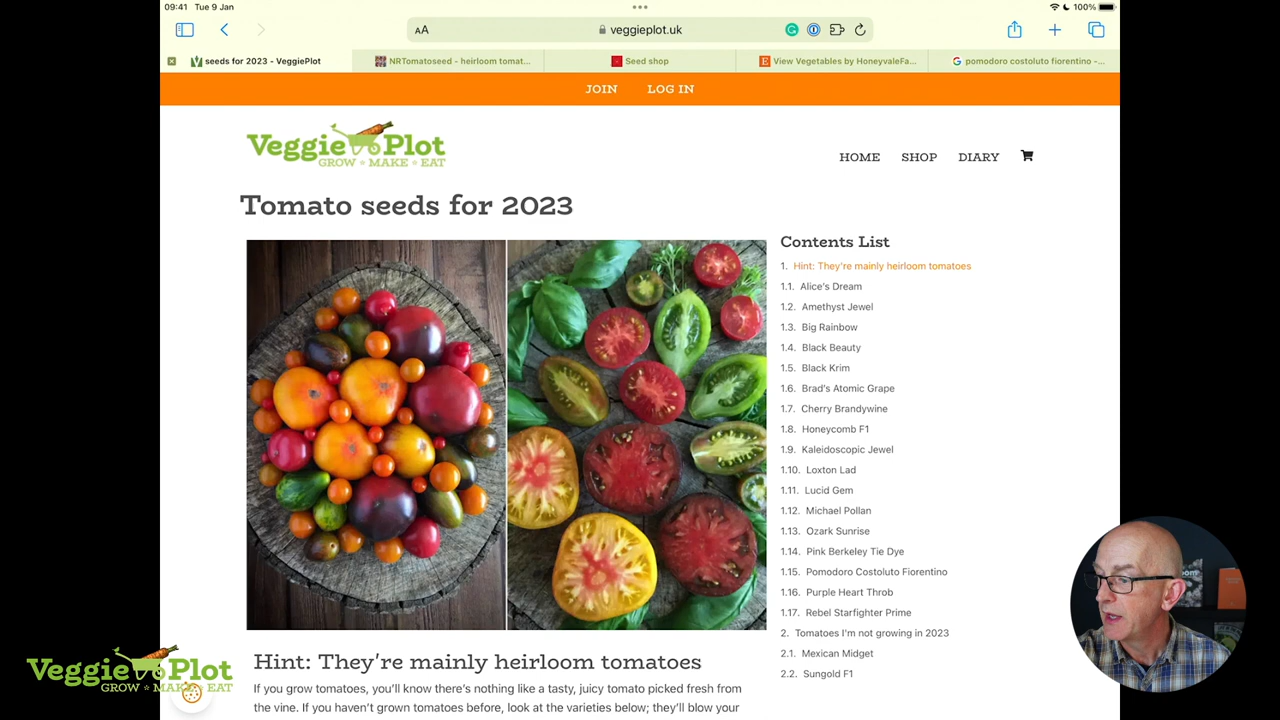 09:41 Tue 9 Jan
100%
AA
veggieplot.uk
seeds for 2023 - VeggiePlot
NRTomatoseed - heirloom tomat...
Seed shop
View Vegetables by HoneyvaleFa...
pomodoro costoluto fiorentino -...
JOIN
LOG IN
Veggie Plot
GROW MAKE EAT
HOME
SHOP
DIARY
Tomato seeds for 2023
Contents List
1. Hint: They're mainly heirloom tomatoes
1.1. Alice's Dream
1.2. Amethyst Jewel
1.3. Big Rainbow
1.4. Black Beauty
1.5. Black Krim
1.6. Brad's Atomic Grape
1.7. Cherry Brandywine
1.8. Honeycomb F1
1.9. Kaleidoscopic Jewel
1.10. Loxton Lad
1.11. Lucid Gem
1.12. Michael Pollan
1.13. Ozark Sunrise
1.14. Pink Berkeley Tie Dye
1.15. Pomodoro Costoluto Fiorentino
1.16. Purple Heart Throb
1.17. Rebel Starfighter Prime
2. Tomatoes I'm not growing in 2023
2.1. Mexican Midget
2.2. Sungold F1
Hint: They're mainly heirloom tomatoes
If you grow tomatoes, you'll know there's nothing like a tasty, juicy tomato picked fresh from
the vine. If you haven't grown tomatoes before, look at the varieties below; they'll blow your
Veggie Plot
GROW MAKE EAT